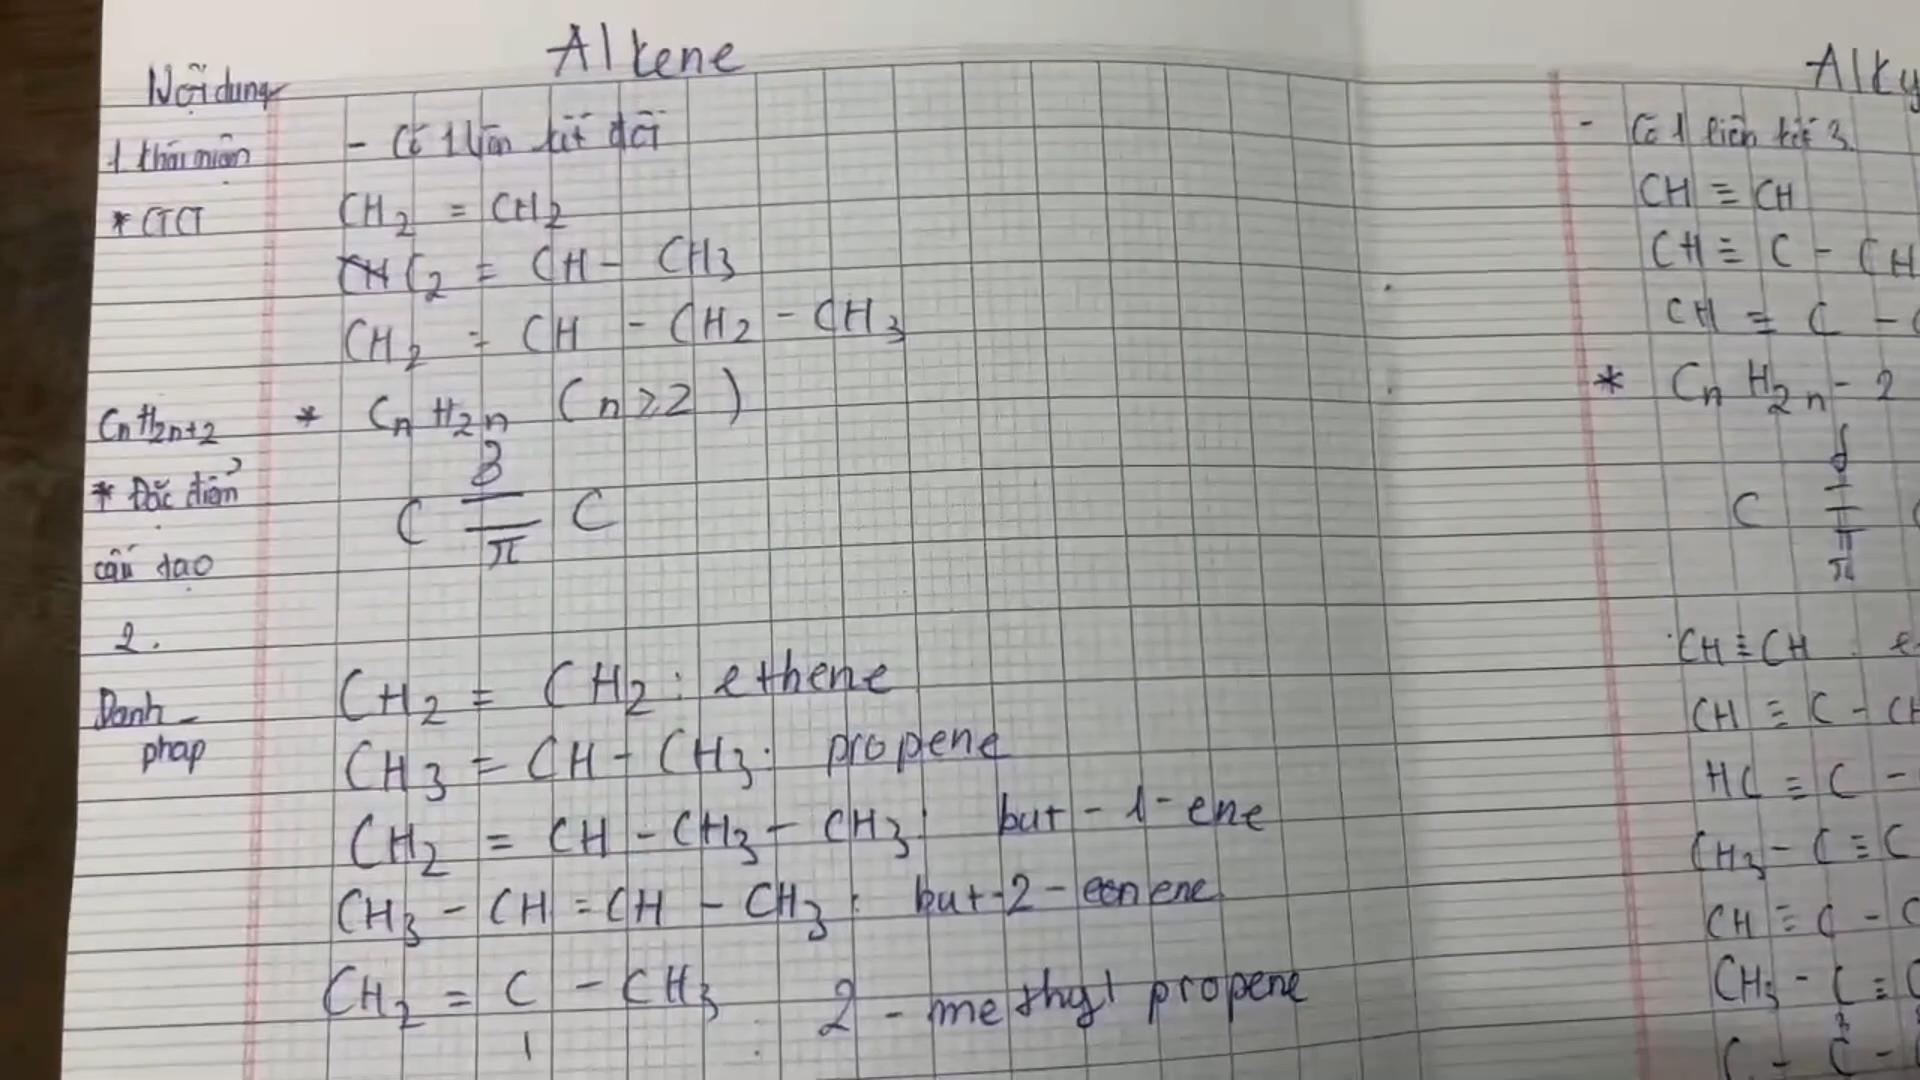 Nội dung
Alkene
Alky
1 khái niệm
- Có 1 liên kết đôi
- Có 1 liên kết 3
* CTCT
CH2 = CH2
CH ≡ CH
C2 = CH - CH3
CH ≡ C - CH
CH2 = CH - CH2 - CH3
CH ≡ C -
CnH2n+2
* CnH2n (n ≥ 2)
* CnH2n - 2
* Đặc điểm
cấu tạo
C = C
π
C
π
π
2.
Danh
pháp
CH2 = CH2 : ethene
CH ≡ CH
CH3 = CH - CH3 : propene
CH ≡ C - CH
CH2 = CH - CH3 - CH3 : but - 1 - ene
HC ≡ C -
CH3 - CH = CH - CH3 : but-2-
CH3 - C ≡ C
CH ≡ C - C
CH2 = C - CH3 2 - methyl propene
CH3 - C ≡ C
C - C -